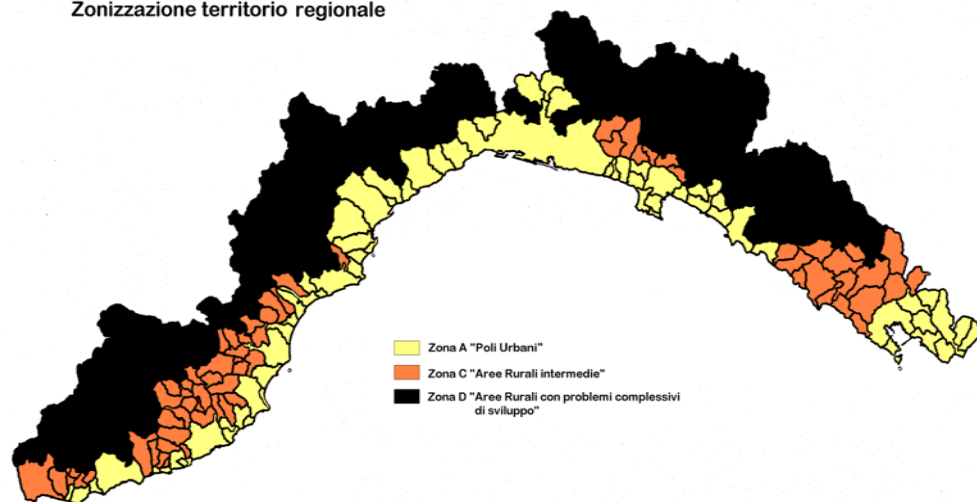 Zonizzazione territorio regionale
Zona A "Poli Urbani"
Zona C "Aree Rurali intermedie"
Zona D "Aree Rurali con problemi complessivi
di sviluppo"